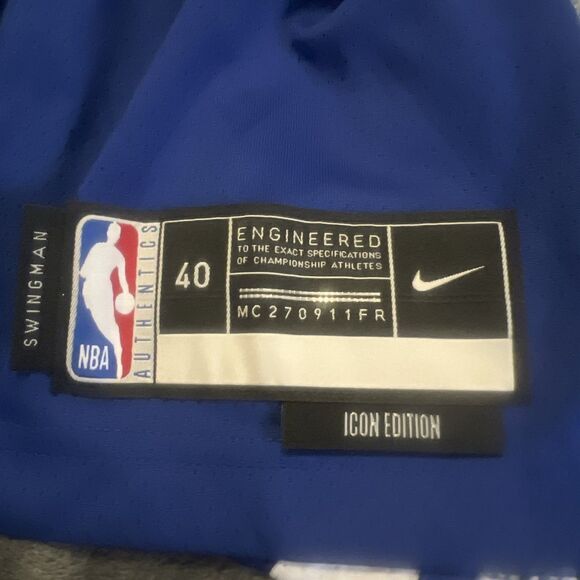 SWINGMAN
NBA
AUTHENTICS
40
ENGINEERED
TO THE EXACT SPECIFICATIONS
OF CHAMPIONSHIP ATHLETES
MC270911FR
ICON EDITION